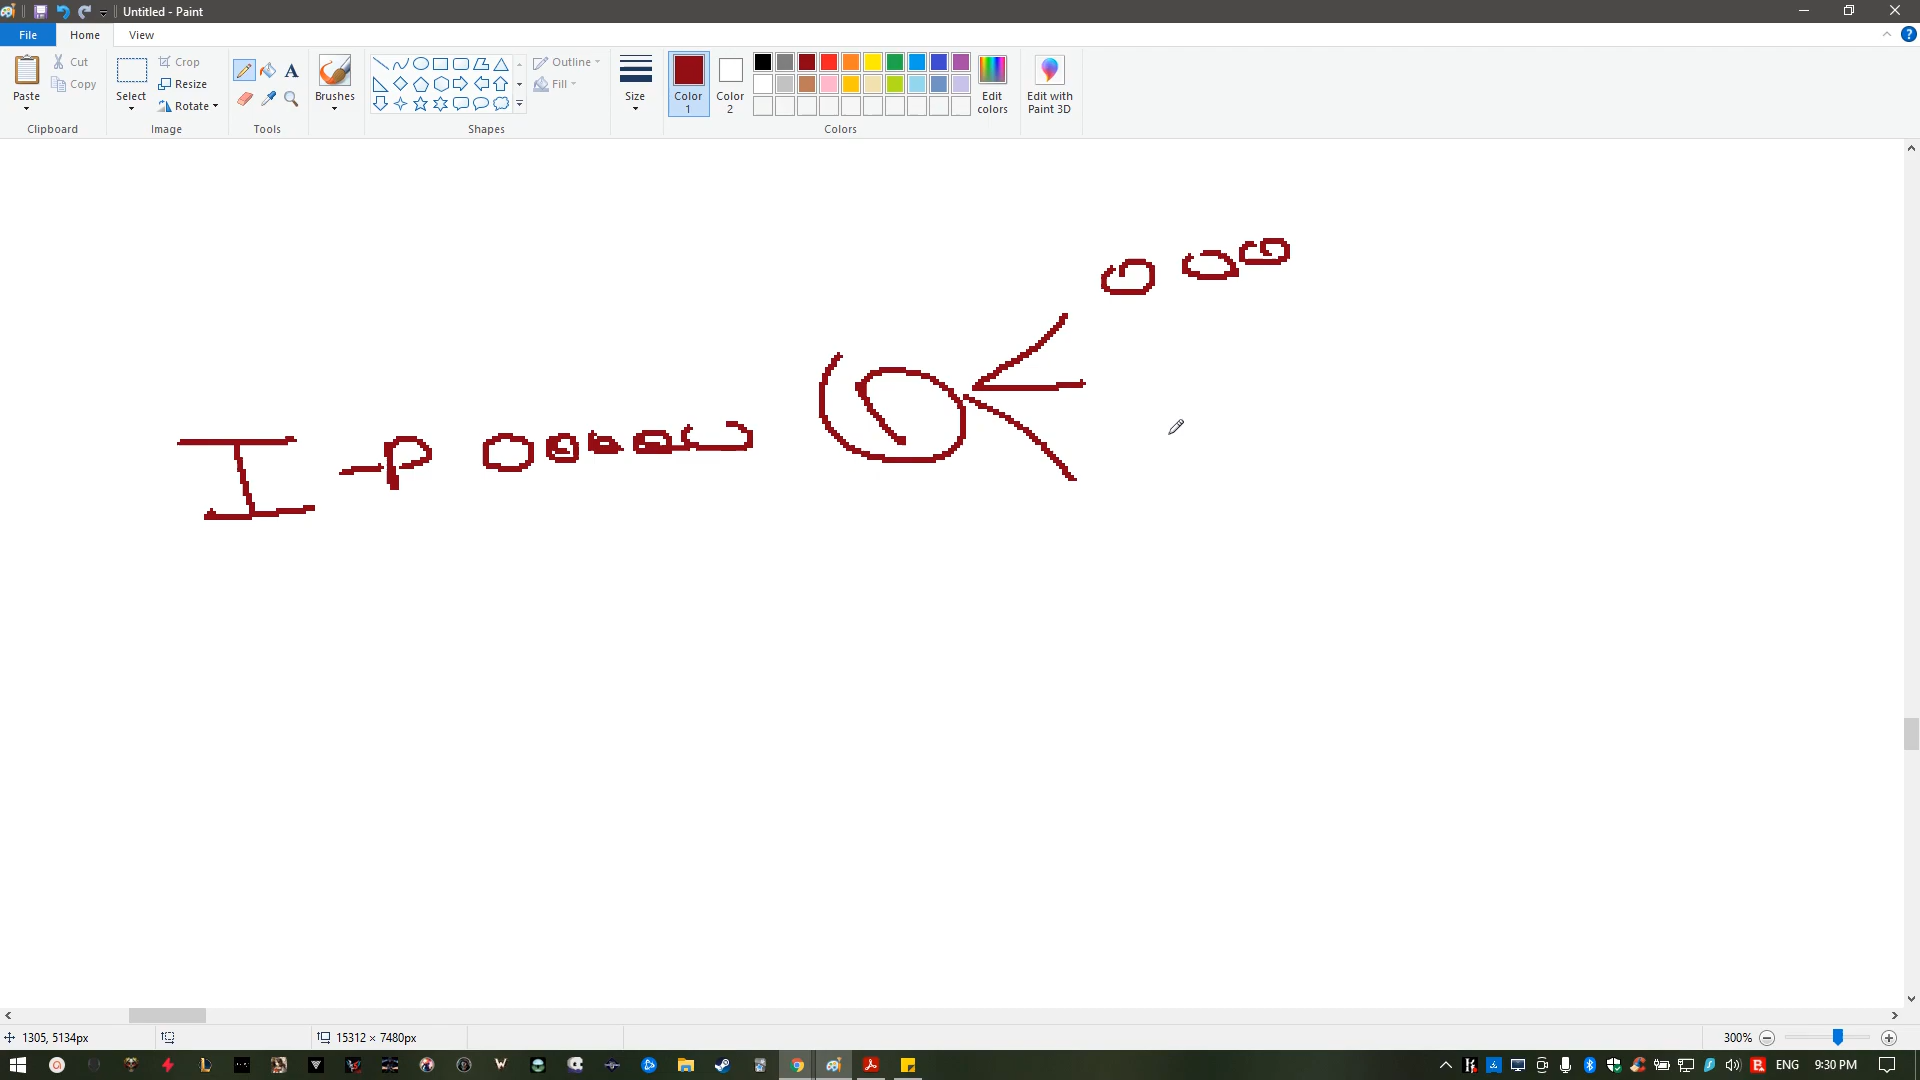 Untitled - Paint
File Home View
Paste
Cut
Copy
Clipboard
Select
Crop
Resize
Rotate
Image
Tools
Brushes
Shapes
Outline
Fill
Size
Color 1
Color 2
Edit colors
Colors
Edit with Paint 3D
I
1305, 5134px
15312 × 7480px
300%
ENG 9:30 PM